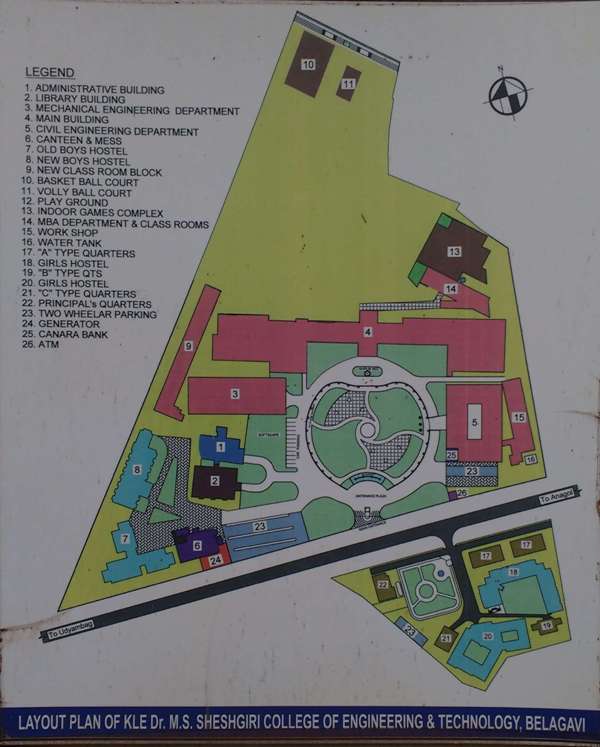 LEGEND
1. ADMINISTRATIVE BUILDING
2. LIBRARY BUILDING
3. MECHANICAL ENGINEERING DEPARTMENT
4. MAIN BUILDING
5. CIVIL ENGINEERING DEPARTMENT
6. CANTEEN & MESS
7. OLD BOYS HOSTEL
8. NEW BOYS HOSTEL
9. NEW CLASS ROOM BLOCK
10. BASKET BALL COURT
11. VOLLY BALL COURT
12. PLAY GROUND
13. INDOOR GAMES COMPLEX
14. MBA DEPARTMENT & CLASS ROOMS
15. WORK SHOP
16. WATER TANK
17. "A" TYPE QUARTERS
18. GIRLS HOSTEL
19. "B" TYPE QTS
20. GIRLS HOSTEL
21. "C" TYPE QUARTERS
22. PRINCIPAL's QUARTERS
23. TWO WHEELAR PARKING
24. GENERATOR
25. CANARA BANK
26. ATM
10
11
13
14
4
9
3
5
15
1
25
16
8
2
23
26
ENTRANCE PLAZA
To Angol
23
7
6
24
17
17
22
18
2
23
21
20
19
To Udyambag
LAYOUT PLAN OF KLE Dr. M.S. SHESHGIRI COLLEGE OF ENGINEERING & TECHNOLOGY, BELAGAVI